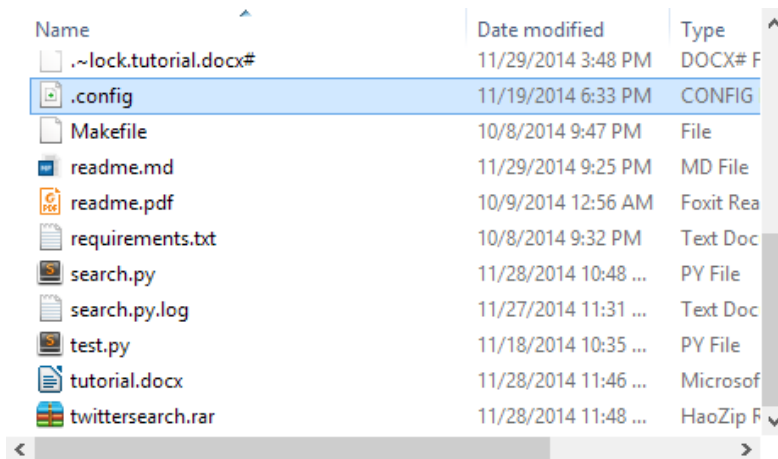 Name Date modified Type
.~lock.tutorial.docx# 11/29/2014 3:48 PM DOCX# F
.config 11/19/2014 6:33 PM CONFIG
Makefile 10/8/2014 9:47 PM File
readme.md 11/29/2014 9:25 PM MD File
readme.pdf 10/9/2014 12:56 AM Foxit Rea
requirements.txt 10/8/2014 9:32 PM Text Doc
search.py 11/28/2014 10:48 ... PY File
search.py.log 11/27/2014 11:31 ... Text Doc
test.py 11/18/2014 10:35 ... PY File
tutorial.docx 11/28/2014 11:46 ... Microsof
twittersearch.rar 11/28/2014 11:48 ... HaoZip F